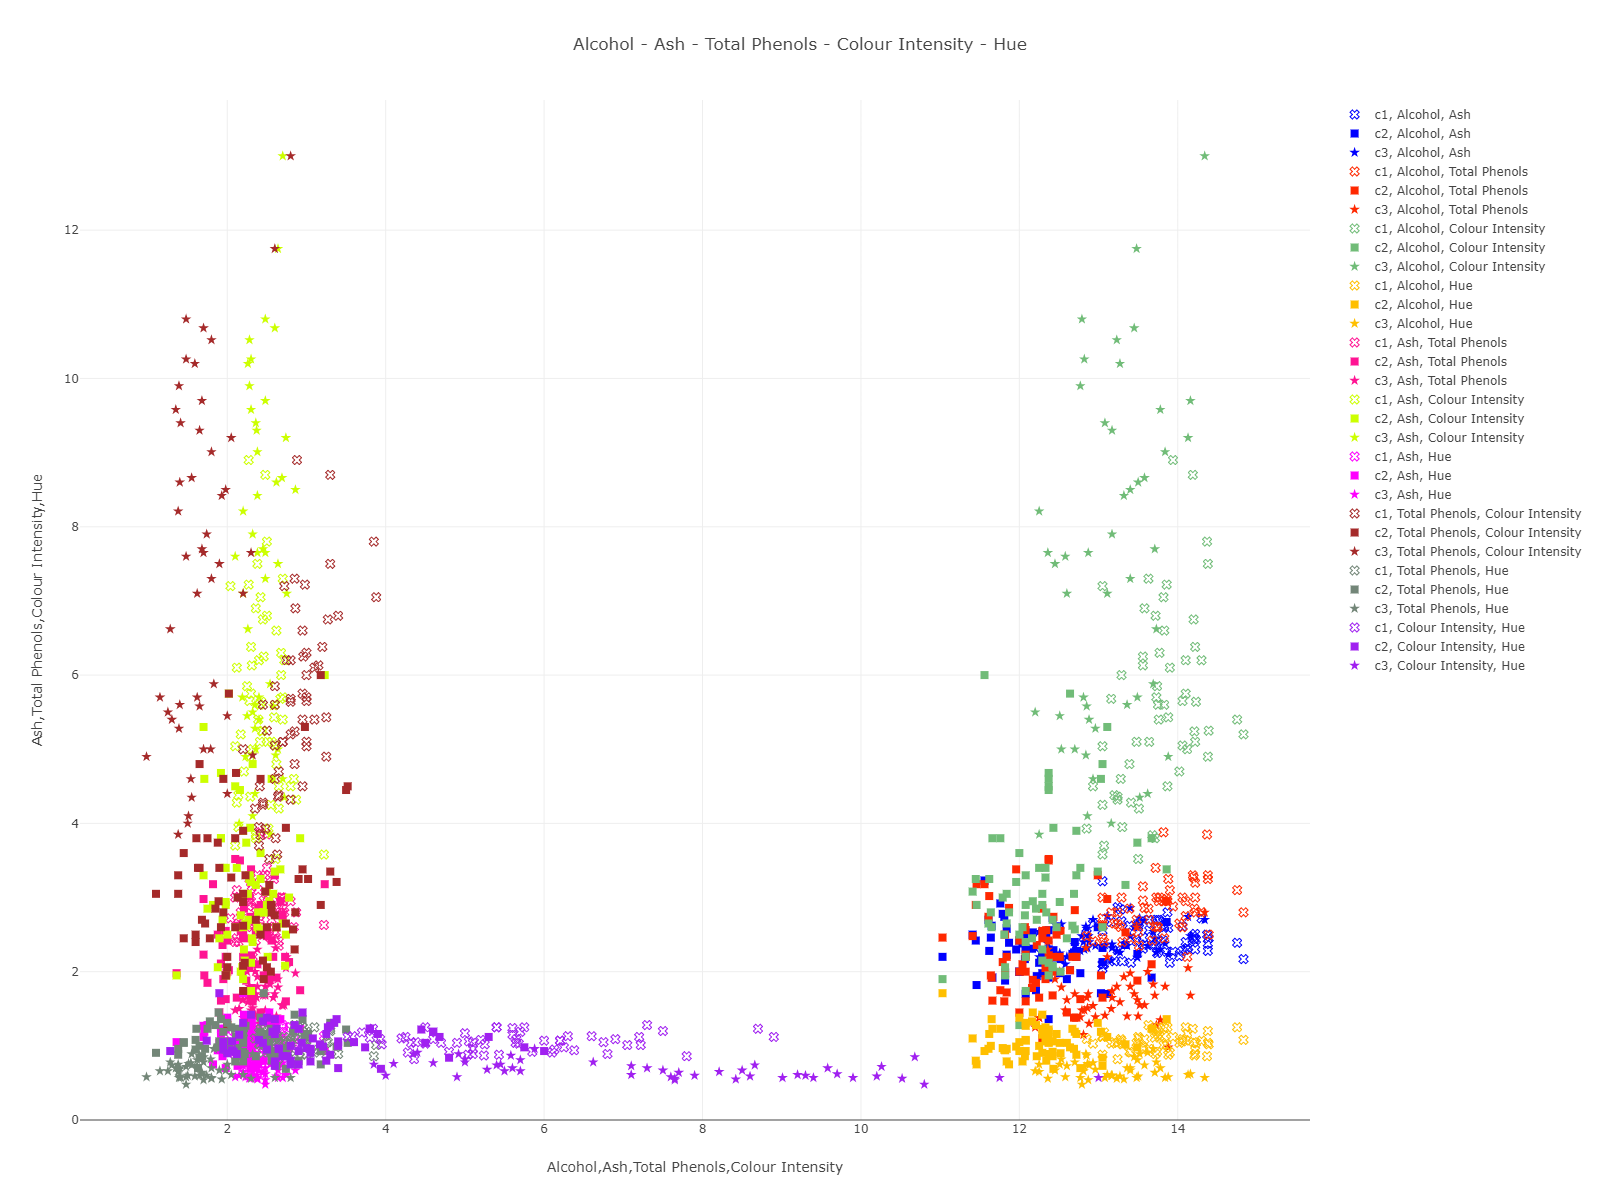 Alcohol - Ash - Total Phenols - Colour Intensity - Hue
c1, Alcohol, Ash
c2, Alcohol, Ash
c3, Alcohol, Ash
c1, Alcohol, Total Phenols
c2, Alcohol, Total Phenols
c3, Alcohol, Total Phenols
c1, Alcohol, Colour Intensity
c2, Alcohol, Colour Intensity
c3, Alcohol, Colour Intensity
c1, Alcohol, Hue
c2, Alcohol, Hue
c3, Alcohol, Hue
c1, Ash, Total Phenols
c2, Ash, Total Phenols
c3, Ash, Total Phenols
c1, Ash, Colour Intensity
c2, Ash, Colour Intensity
c3, Ash, Colour Intensity
c1, Ash, Hue
c2, Ash, Hue
c3, Ash, Hue
c1, Total Phenols, Colour Intensity
c2, Total Phenols, Colour Intensity
c3, Total Phenols, Colour Intensity
c1, Total Phenols, Hue
c2, Total Phenols, Hue
c3, Total Phenols, Hue
c1, Colour Intensity, Hue
c2, Colour Intensity, Hue
c3, Colour Intensity, Hue
Ash,Total Phenols,Colour Intensity,Hue
12
10
8
6
4
2
0
2 4 6 8 10 12 14
Alcohol,Ash,Total Phenols,Colour Intensity